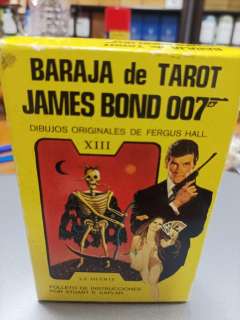 BARAJA de TAROT
JAMES BOND 007
DIBUJOS ORIGINALES DE FERGUS HALL
XIII
LA MUERTE
FOLLETO DE INSTRUCCIONES
POR STUART R. KAPLAN